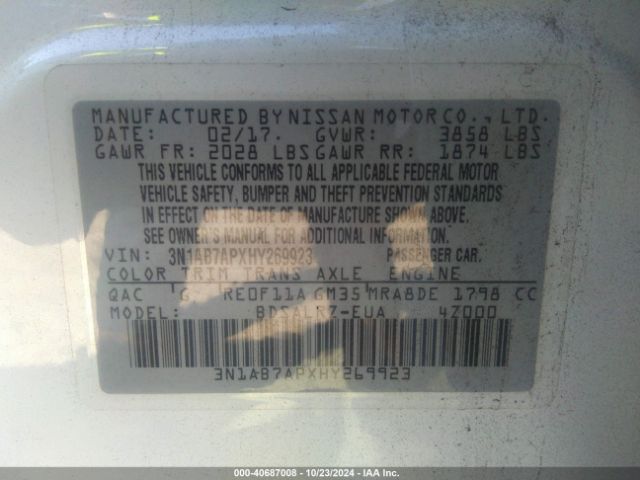 MANUFACTURED BY NISSAN MOTOR CO., LTD.
DATE: 02/17. GVWR: 3858 LBS
GAWR FR: 2028 LBS GAWR RR: 1874 LBS
THIS VEHICLE CONFORMS TO ALL APPLICABLE FEDERAL MOTOR
VEHICLE SAFETY, BUMPER AND THEFT PREVENTION STANDARDS
IN EFFECT ON THE DATE OF MANUFACTURE SHOWN ABOVE.
SEE OWNER'S MANUAL FOR ADDITIONAL INFORMATION.
VIN: 3N1AB7APXHY269923 PASSENGER CAR.
COLOR TRIM TRANS AXLE ENGINE
QAC G RE0F11A GM35 MRA8DE 1798 CC
MODEL: BDSALRZ-EUA 4Z000
3N1AB7APXHY269923
000-40687008 • 10/23/2024 • IAA Inc.